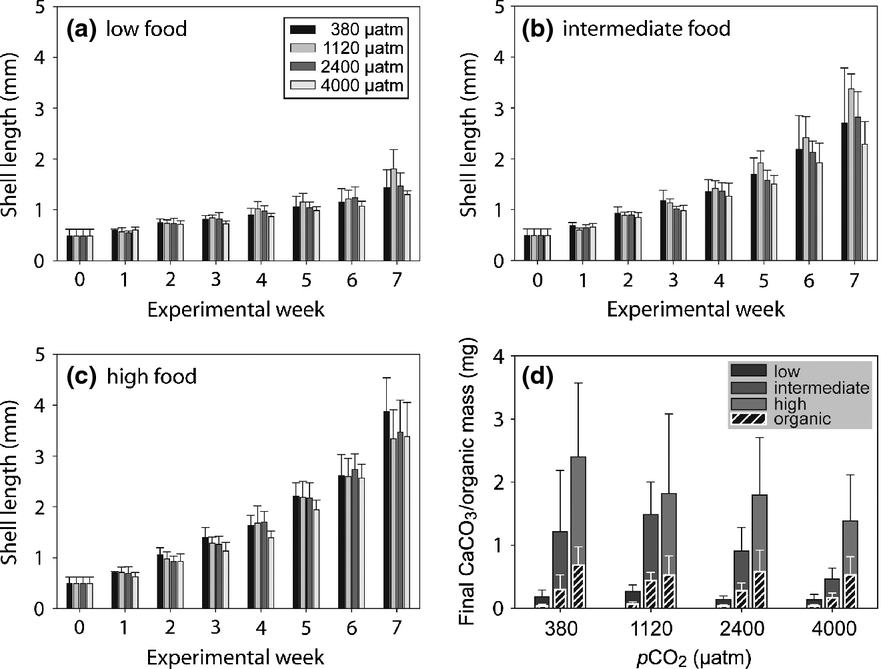 (a) low food
380 µatm
1120 µatm
2400 µatm
4000 µatm
Shell length (mm)
5
4
3
2
1
0
0 1 2 3 4 5 6 7
Experimental week
(b) intermediate food
Shell length (mm)
5
4
3
2
1
0
0 1 2 3 4 5 6 7
Experimental week
(c) high food
Shell length (mm)
5
4
3
2
1
0
0 1 2 3 4 5 6 7
Experimental week
(d)
low
intermediate
high
organic
Final CaCO₃/organic mass (mg)
4
3
2
1
0
380 1120 2400 4000
pCO₂ (µatm)